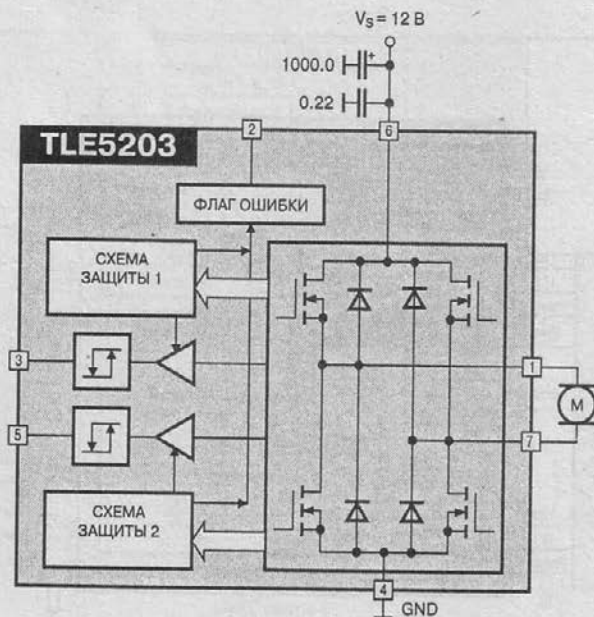 VS = 12 В
1000.0
+
0.22
TLE5203
2
6
ФЛАГ ОШИБКИ
СХЕМА
ЗАЩИТЫ 1
3
1
M
5
7
СХЕМА
ЗАЩИТЫ 2
4
GND